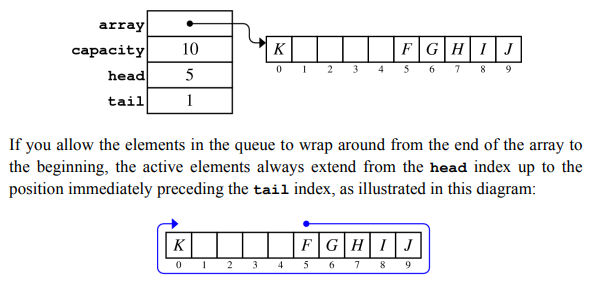 array
capacity 10 K F G H I J
head 5 0 1 2 3 4 5 6 7 8 9
tail 1
If you allow the elements in the queue to wrap around from the end of the array to
the beginning, the active elements always extend from the head index up to the
position immediately preceding the tail index, as illustrated in this diagram:
K F G H I J
0 1 2 3 4 5 6 7 8 9